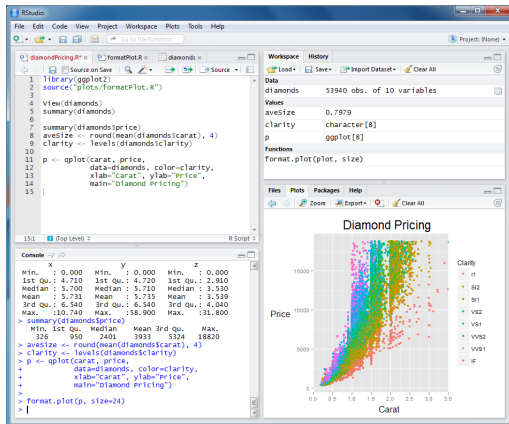 RStudio
File Edit Code View Project Workspace Plots Tools Help
Go to file/function
Project: (None)
diamondPricing.R* × formatPlot.R × diamonds ×
Source on Save Source
1 library(ggplot2)
2 source("plots/formatPlot.R")
3
4 view(diamonds)
5 summary(diamonds)
6
7 summary(diamonds$price)
8 aveSize <- round(mean(diamonds$carat), 4)
9 clarity <- levels(diamonds$clarity)
10
11 p <- qplot(carat, price,
12 data=diamonds, color=clarity,
13 xlab="Carat", ylab="Price",
14 main="Diamond Pricing")
15
15:1 (Top Level) R Script
Console ~/
x y z
Min. : 0.000 Min. : 0.000 Min. : 0.000
1st Qu.: 4.710 1st Qu.: 4.720 1st Qu.: 2.910
Median : 5.700 Median : 5.710 Median : 3.530
Mean : 5.731 Mean : 5.735 Mean : 3.539
3rd Qu.: 6.540 3rd Qu.: 6.540 3rd Qu.: 4.040
Max. :10.740 Max. :58.900 Max. :31.800
> summary(diamonds$price)
Min. 1st Qu. Median Mean 3rd Qu. Max.
326 950 2401 3933 5324 18820
> aveSize <- round(mean(diamonds$carat), 4)
> clarity <- levels(diamonds$clarity)
> p <- qplot(carat, price,
+ data=diamonds, color=clarity,
+ xlab="Carat", ylab="Price",
+ main="Diamond Pricing")
>
> format.plot(p, size=24)
>
Workspace History
Load Save Import Dataset Clear All
Data
diamonds 53940 obs. of 10 variables
Values
aveSize 0.7979
clarity character[8]
p ggplot[8]
Functions
format.plot(plot, size)
Files Plots Packages Help
Zoom Export Clear All
Diamond Pricing
Price
15000
10000
5000
0
0.0 0.5 1.0 1.5 2.0 2.5 3.0 3.5
Carat
Clarity
I1
SI2
SI1
VS2
VS1
VVS2
VVS1
IF